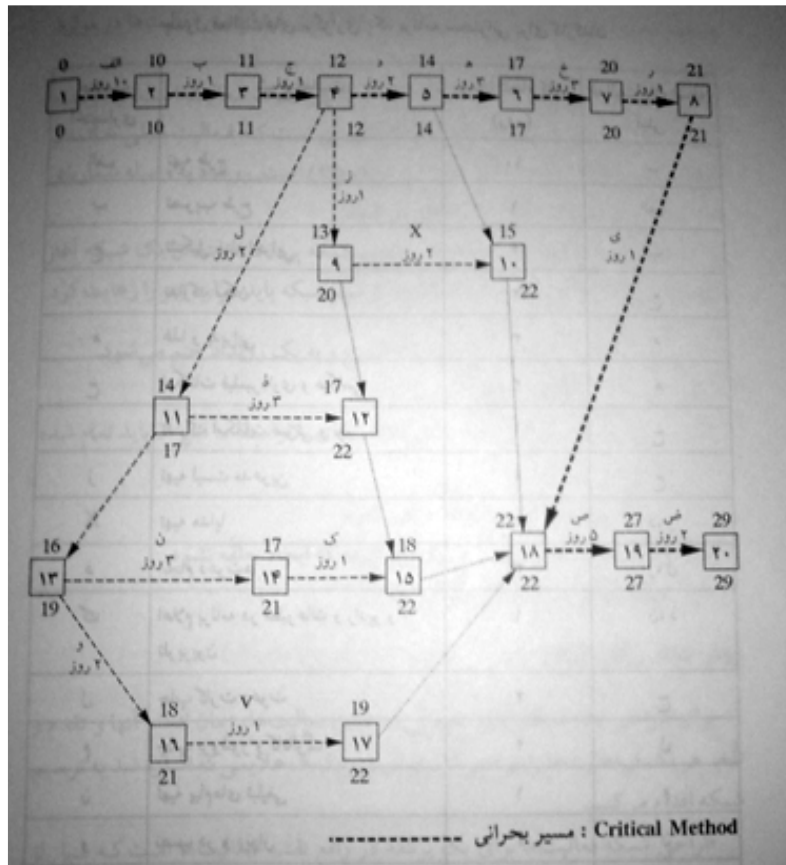 0 10 11 12 14 17 20 21
الف ب ج د ه ع ر
۱۰ روز ۱ روز ۱ روز ۲ روز ۳ روز ۳ روز ۱ روز
۱ ۲ ۳ ۴ ۵ ۶ ۷ ۸
0 10 11 12 14 17 20 21
ل
۲ روز
ز
۱ روز
ی
۱ روز
13 X 15
۹ ۲ روز ۱۰
20 22
14 17
۱۱ ۳ روز ۱۲
17 22
16 ن 17 ک 18 22 ص 27 ض 29
۱۳ روز ۱۴ ۱ روز ۱۵ ۱۸ ۵ روز ۱۹ ۲ روز ۲۰
19 21 22 22 27 29
و
۲ روز
18 V 19
۱۶ ۱ روز ۱۷
21 22
مسیر بحرانی : Critical Method